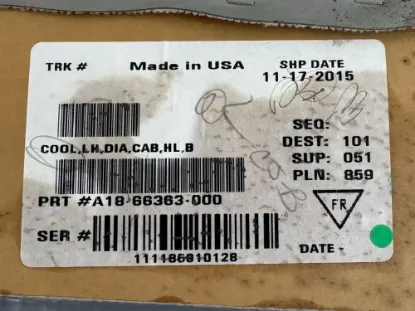 TRK # Made in USA SHP DATE
11-17-2015
SEQ:
COOL,LH,DIA,CAB,HL,B
DEST: 101
SUP: 051
PLN: 859
PRT #A18-66363-000
FR
SER #
111186610128
DATE -